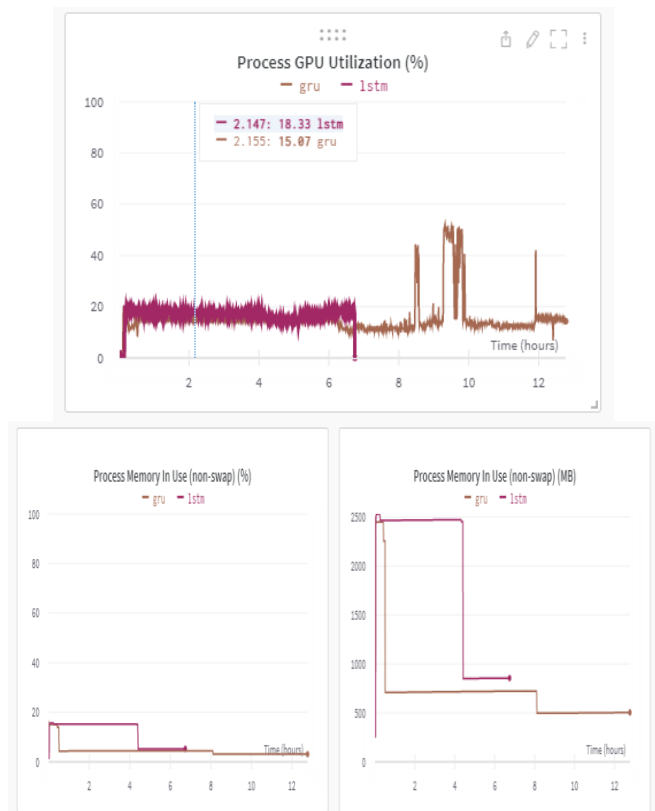 Process GPU Utilization (%)
gru lstm
100
80
60
40
20
0
2.147: 18.33 lstm
2.155: 15.07 gru
Time (hours)
2 4 6 8 10 12
Process Memory In Use (non-swap) (%)
gru lstm
100
80
60
40
20
0
Time (hours)
2 4 6 8 10 12
Process Memory In Use (non-swap) (MB)
gru lstm
2500
2000
1500
1000
500
0
Time (hours)
2 4 6 8 10 12